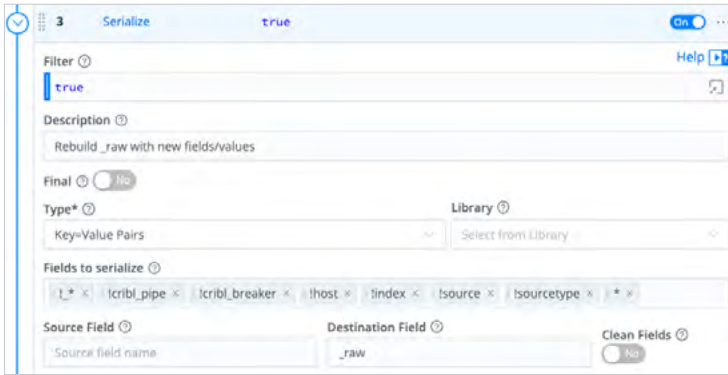 3 Serialize true On ...
Filter
Help
true
Description
Rebuild _raw with new fields/values
Final No
Type* Library
Key=Value Pairs Select from Library
Fields to serialize
!_* × !cribl_pipe × !cribl_breaker × !host × !index × !source × !sourcetype × * ×
Source Field Destination Field Clean Fields
Source field name _raw No